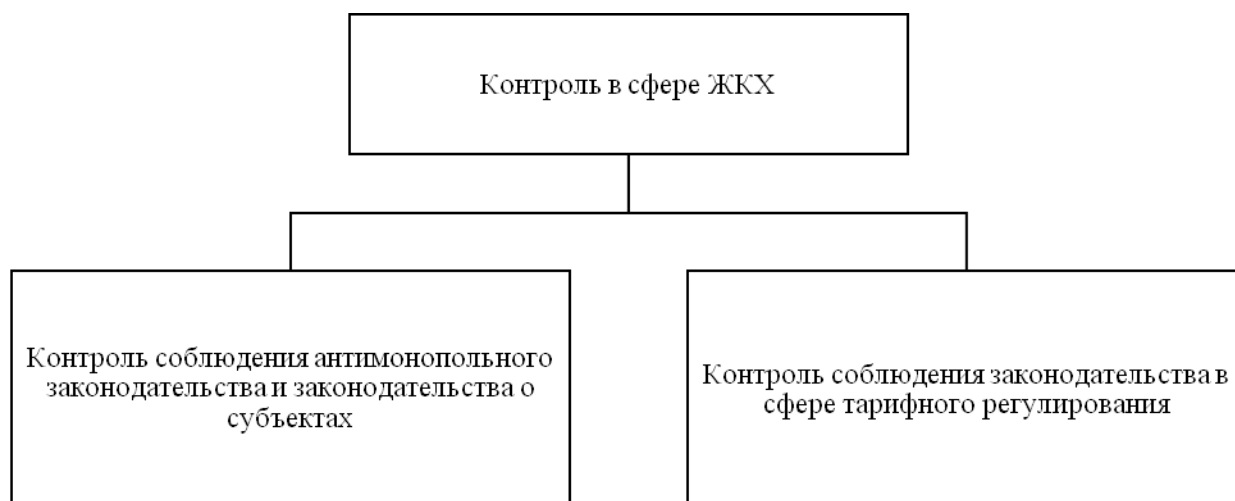 Контроль в сфере ЖКХ
Контроль соблюдения антимонопольного
законодательства и законодательства о
субъектах
Контроль соблюдения законодательства в
сфере тарифного регулирования